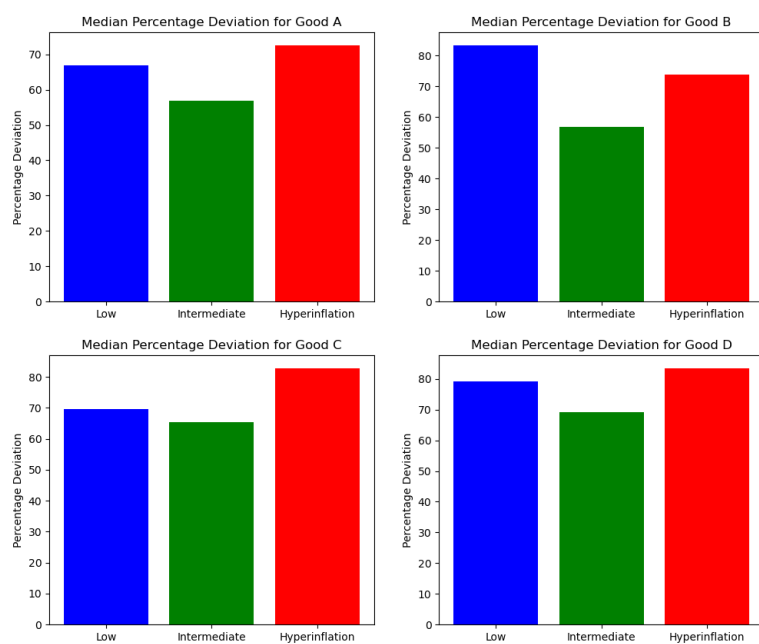 Median Percentage Deviation for Good A
Percentage Deviation
70
60
50
40
30
20
10
0
Low Intermediate Hyperinflation
Median Percentage Deviation for Good B
Percentage Deviation
80
70
60
50
40
30
20
10
0
Low Intermediate Hyperinflation
Median Percentage Deviation for Good C
Percentage Deviation
80
70
60
50
40
30
20
10
0
Low Intermediate Hyperinflation
Median Percentage Deviation for Good D
Percentage Deviation
80
70
60
50
40
30
20
10
0
Low Intermediate Hyperinflation